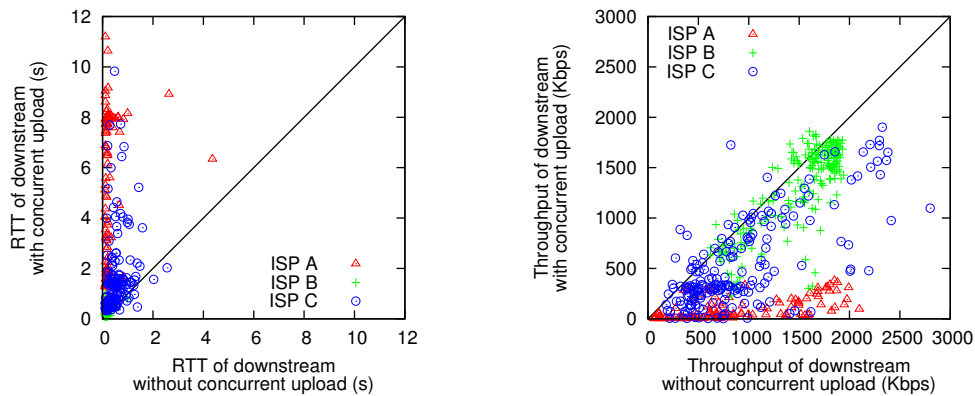 12
10
8
6
4
2
0
0 2 4 6 8 10 12
RTT of downstream
with concurrent upload (s)
RTT of downstream
without concurrent upload (s)
ISP A
ISP B
ISP C
3000
2500
2000
1500
1000
500
0
0 500 1000 1500 2000 2500 3000
Throughput of downstream
with concurrent upload (Kbps)
Throughput of downstream
without concurrent upload (Kbps)
ISP A
ISP B
ISP C